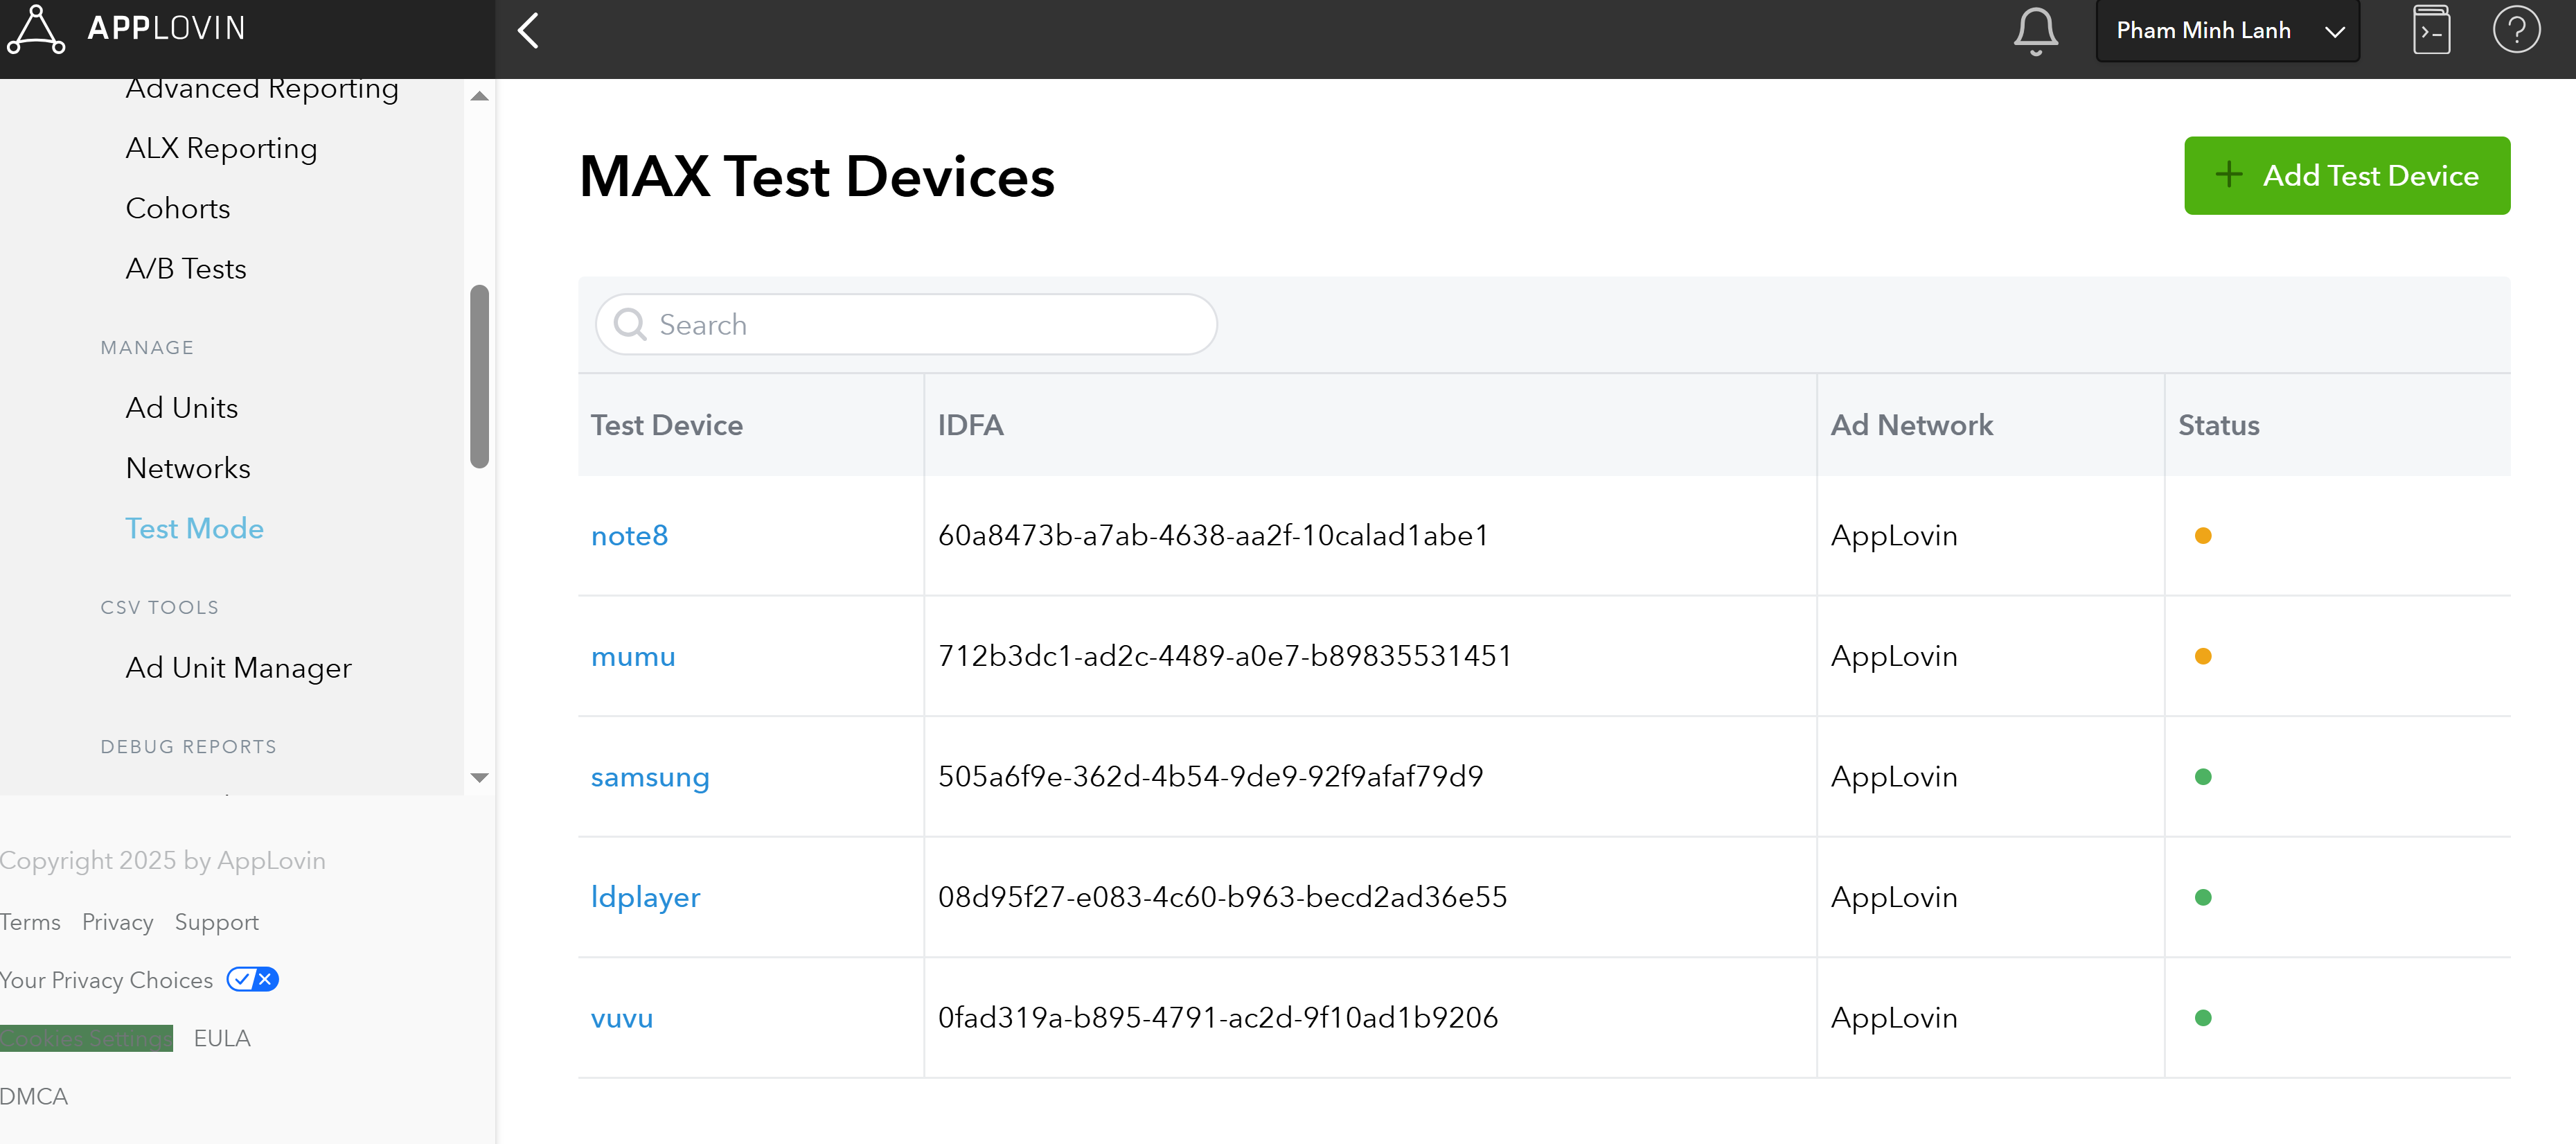 APPLOVIN
Pham Minh Lanh
Advanced Reporting
ALX Reporting
Cohorts
A/B Tests
MANAGE
Ad Units
Networks
Test Mode
CSV TOOLS
Ad Unit Manager
DEBUG REPORTS
Copyright 2025 by AppLovin
Terms Privacy Support
Your Privacy Choices
Cookies Settings EULA
DMCA
MAX Test Devices
+ Add Test Device
Search
Test Device IDFA Ad Network Status
note8 60a8473b-a7ab-4638-aa2f-10calad1abe1 AppLovin
mumu 712b3dc1-ad2c-4489-a0e7-b89835531451 AppLovin
samsung 505a6f9e-362d-4b54-9de9-92f9afaf79d9 AppLovin
ldplayer 08d95f27-e083-4c60-b963-becd2ad36e55 AppLovin
vuvu 0fad319a-b895-4791-ac2d-9f10ad1b9206 AppLovin